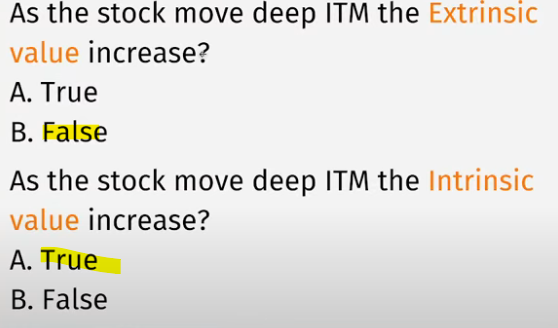 As the stock move deep ITM the Extrinsic
value increase?
A. True
B. False
As the stock move deep ITM the Intrinsic
value increase?
A. True
B. False